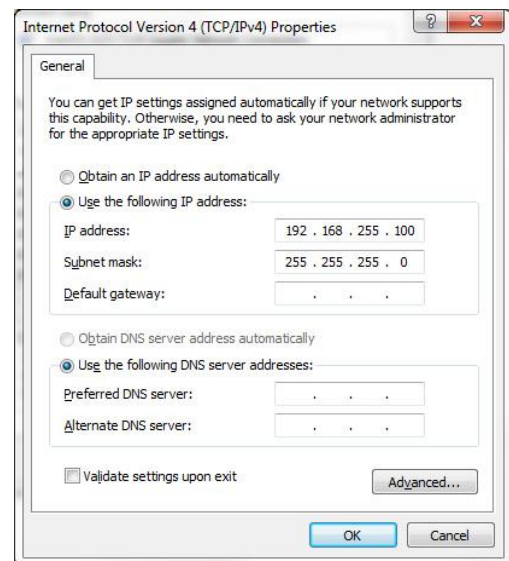 Internet Protocol Version 4 (TCP/IPv4) Properties
General
You can get IP settings assigned automatically if your network supports
this capability. Otherwise, you need to ask your network administrator
for the appropriate IP settings.
Obtain an IP address automatically
Use the following IP address:
IP address: 192 . 168 . 255 . 100
Subnet mask: 255 . 255 . 255 . 0
Default gateway: . . .
Obtain DNS server address automatically
Use the following DNS server addresses:
Preferred DNS server: . . .
Alternate DNS server: . . .
Validate settings upon exit
Advanced...
OK Cancel